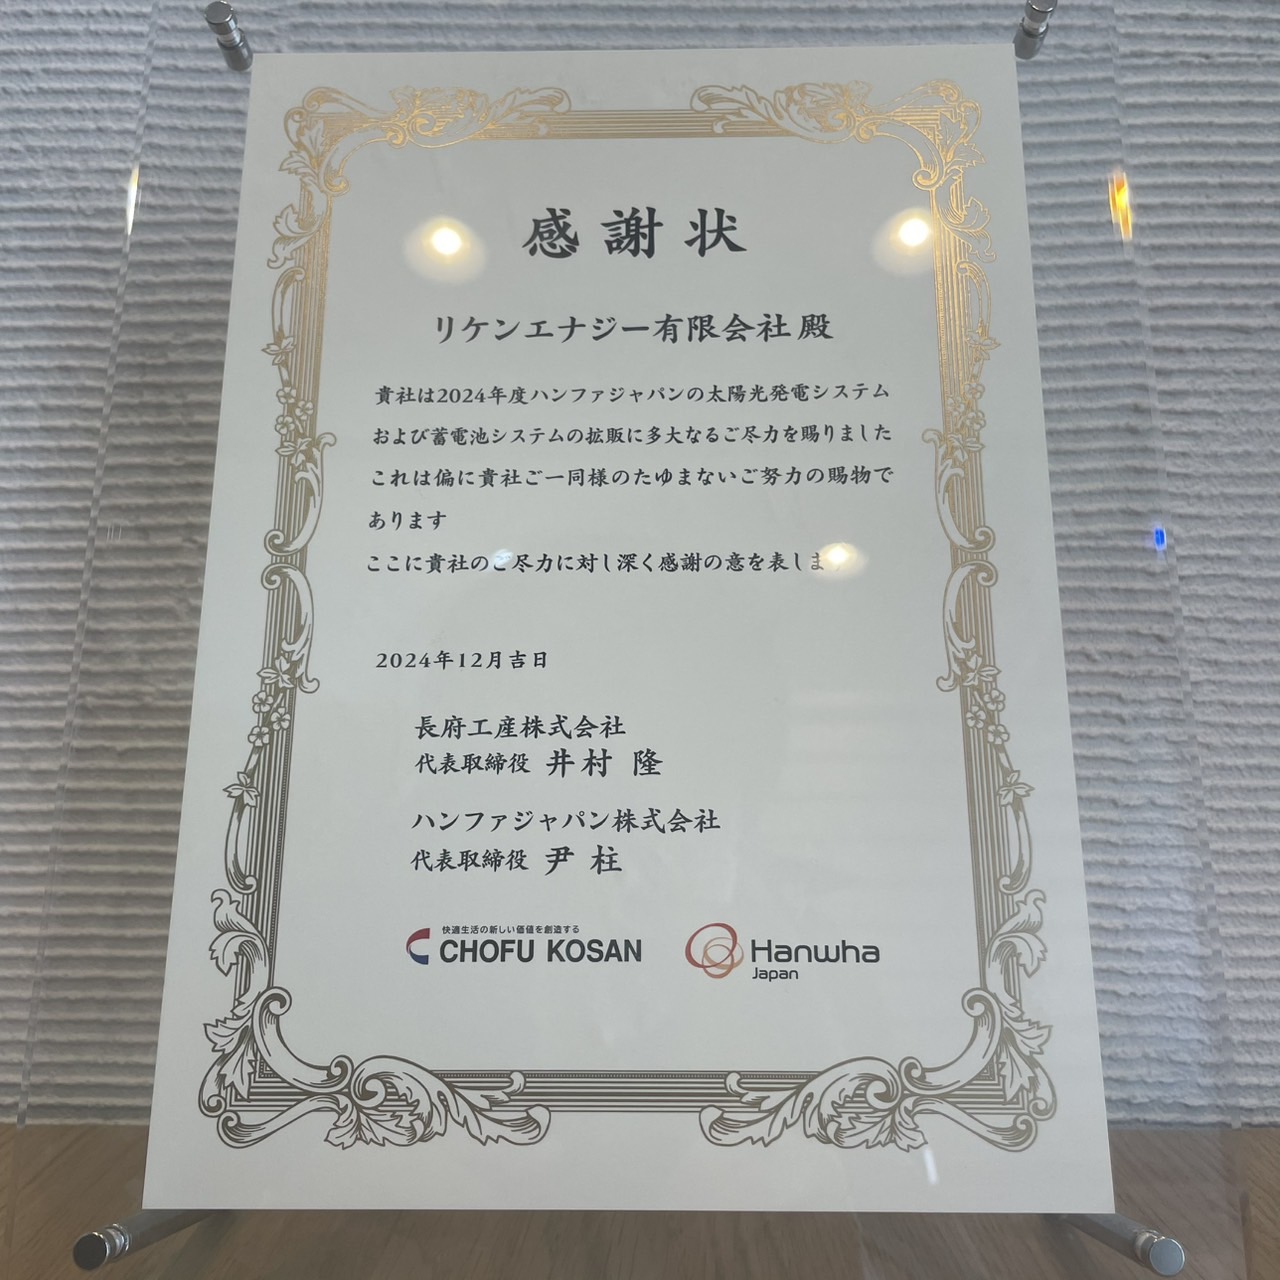 感謝状
リケンエナジー有限会社 殿
貴社は2024年度ハンファジャパンの太陽光発電システム
および蓄電池システムの拡販に多大なるご尽力を賜りました
これは偏に貴社ご一同様のたゆまないご努力の賜物で
あります
ここに貴社のご尽力に対し深く感謝の意を表しま
2024年12月吉日
長府工産株式会社
代表取締役 井村 隆
ハンファジャパン株式会社
代表取締役 尹 柱
快適生活の新しい価値を創造する
CHOFU KOSAN
Hanwha
Japan